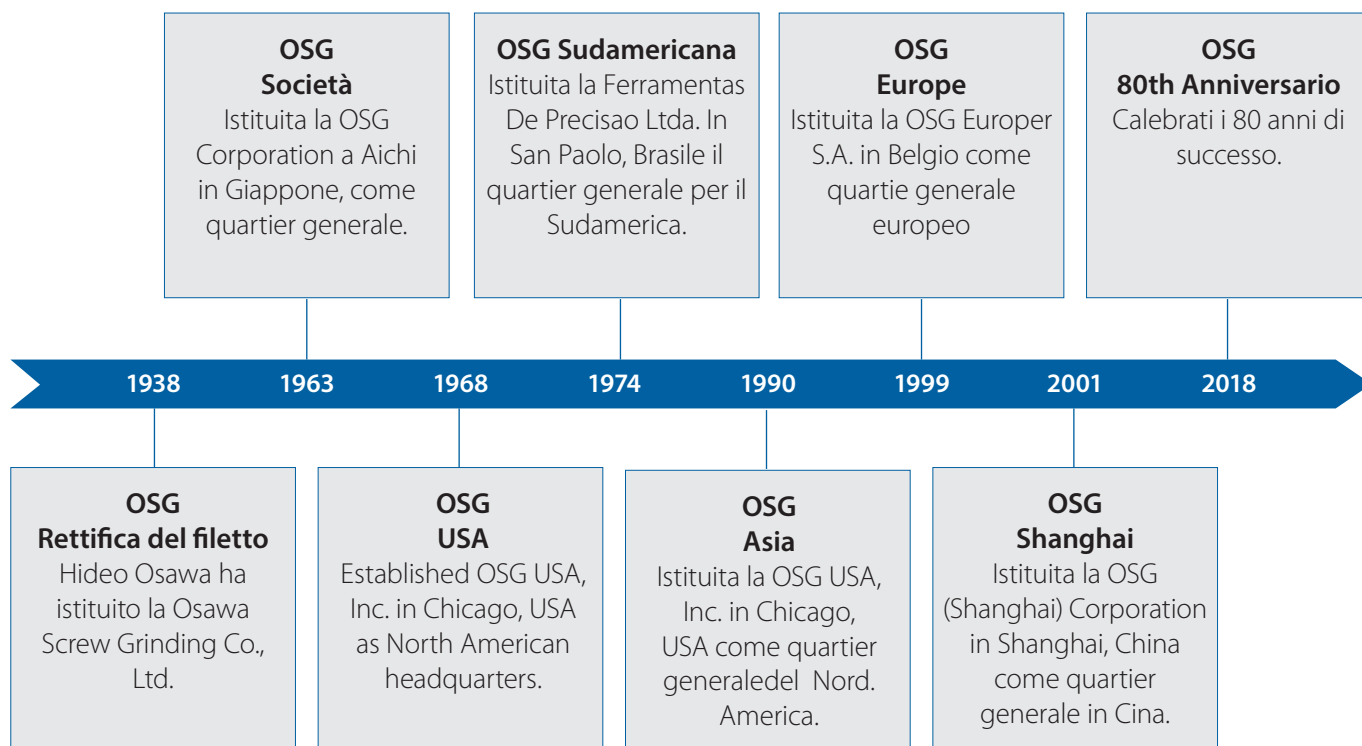 OSG
Società
Istituita la OSG
Corporation a Aichi
in Giappone, come
quartier generale.
OSG Sudamericana
Istituita la Ferramentas
De Precisao Ltda. In
San Paolo, Brasile il
quartier generale per il
Sudamerica.
OSG
Europe
Istituita la OSG Europer
S.A. in Belgio come
quartie generale
europeo
OSG
80th Anniversario
Calebrati i 80 anni di
successo.
1938
1963
1968
1974
1990
1999
2001
2018
OSG
Rettifica del filetto
Hideo Osawa ha
istituito la Osawa
Screw Grinding Co.,
Ltd.
OSG
USA
Established OSG USA,
Inc. in Chicago, USA
as North American
headquarters.
OSG
Asia
Istituita la OSG USA,
Inc. in Chicago,
USA come quartier
generaledel Nord.
America.
OSG
Shanghai
Istituita la OSG
(Shanghai) Corporation
in Shanghai, China
come quartier
generale in Cina.